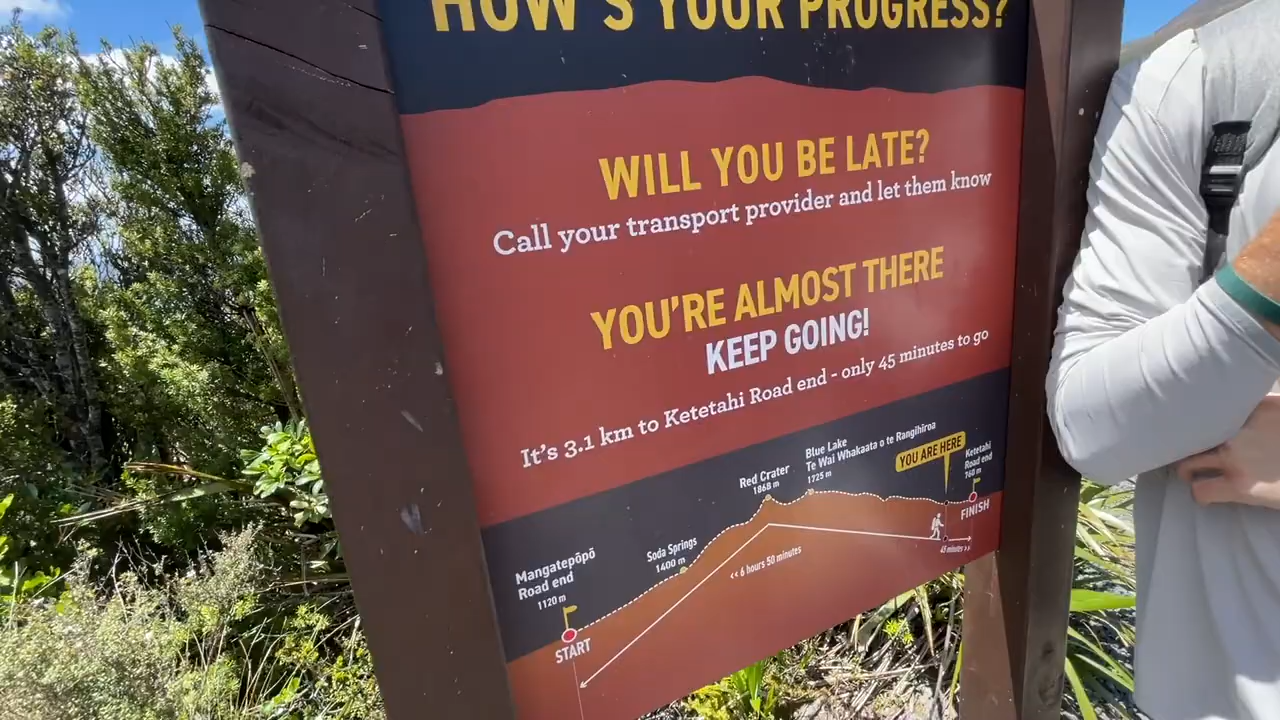 HOW'S YOUR PROGRESS?
WILL YOU BE LATE?
Call your transport provider and let them know
YOU'RE ALMOST THERE
KEEP GOING!
It's 3.1 km to Ketetahi Road end - only 45 minutes to go
Mangatepōpō
Road end
1120 m
START
Soda Springs
1400 m
Red Crater
1868 m
Blue Lake
Te Wai Whakaata o te Rangihīroa
1725 m
YOU ARE HERE
Ketetahi
Road end
760 m
FINISH
<< 6 hours 50 minutes
45 minutes >>